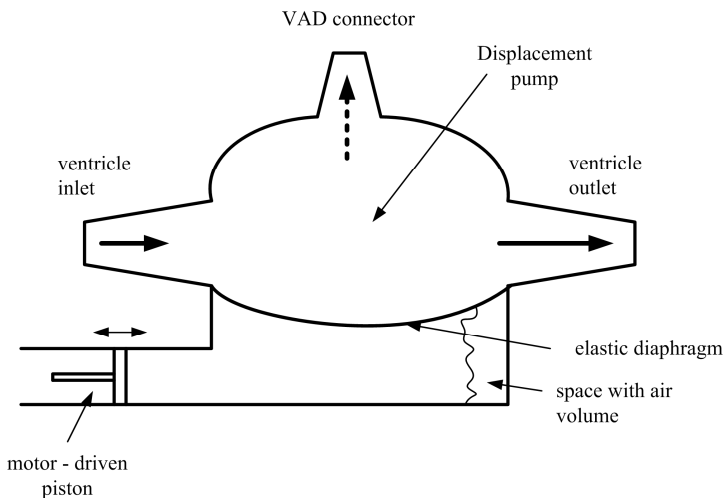 VAD connector
Displacement
pump
ventricle
inlet
ventricle
outlet
elastic diaphragm
space with air
volume
motor - driven
piston